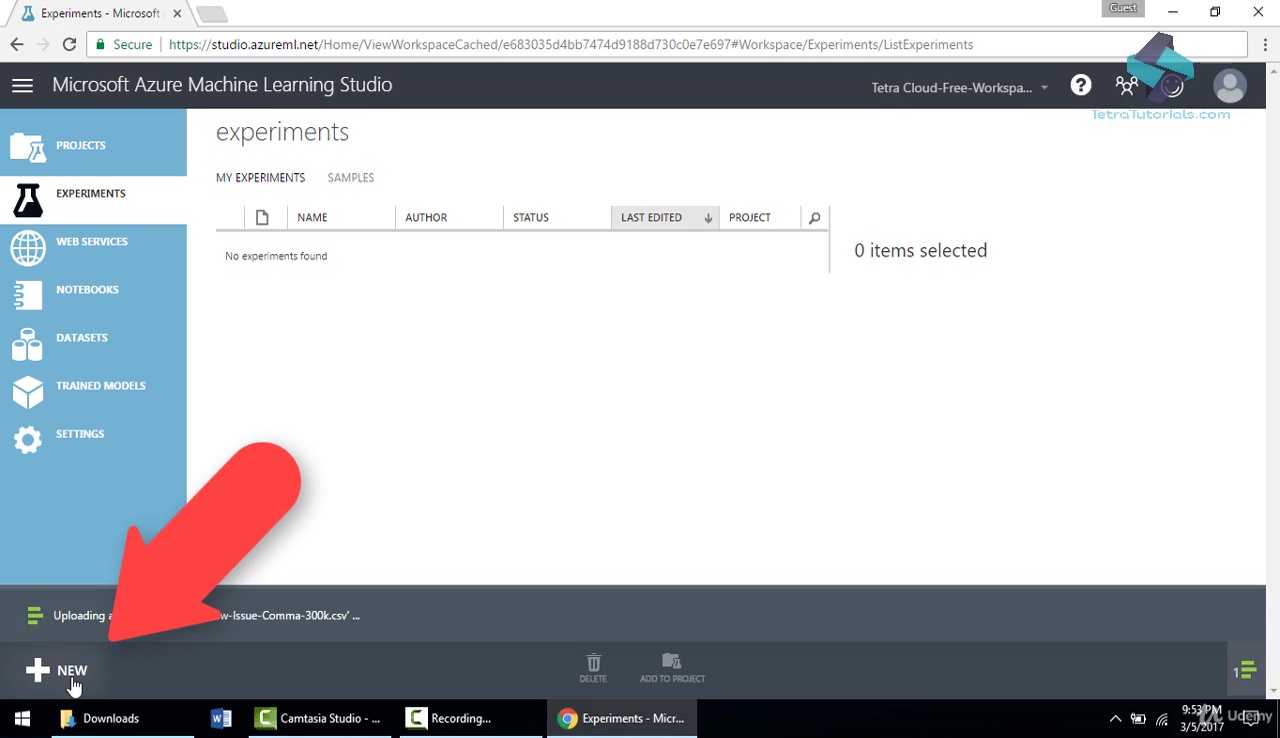 Experiments - Microsoft
Guest
Secure
https://studio.azureml.net/Home/ViewWorkspaceCached/e683035d4bb7474d9188d730c0e7e697#Workspace/Experiments/ListExperiments
Microsoft Azure Machine Learning Studio
Tetra Cloud-Free-Workspa...
TetraTutorials.com
PROJECTS
EXPERIMENTS
WEB SERVICES
NOTEBOOKS
DATASETS
TRAINED MODELS
SETTINGS
experiments
MY EXPERIMENTS SAMPLES
NAME AUTHOR STATUS LAST EDITED PROJECT
No experiments found
0 items selected
Uploading w-Issue-Comma-300k.csv' ...
NEW
DELETE
ADD TO PROJECT
1
Downloads
Camtasia Studio - ...
Recording...
Experiments - Micr...
9:53 PM
3/5/2017
Udemy